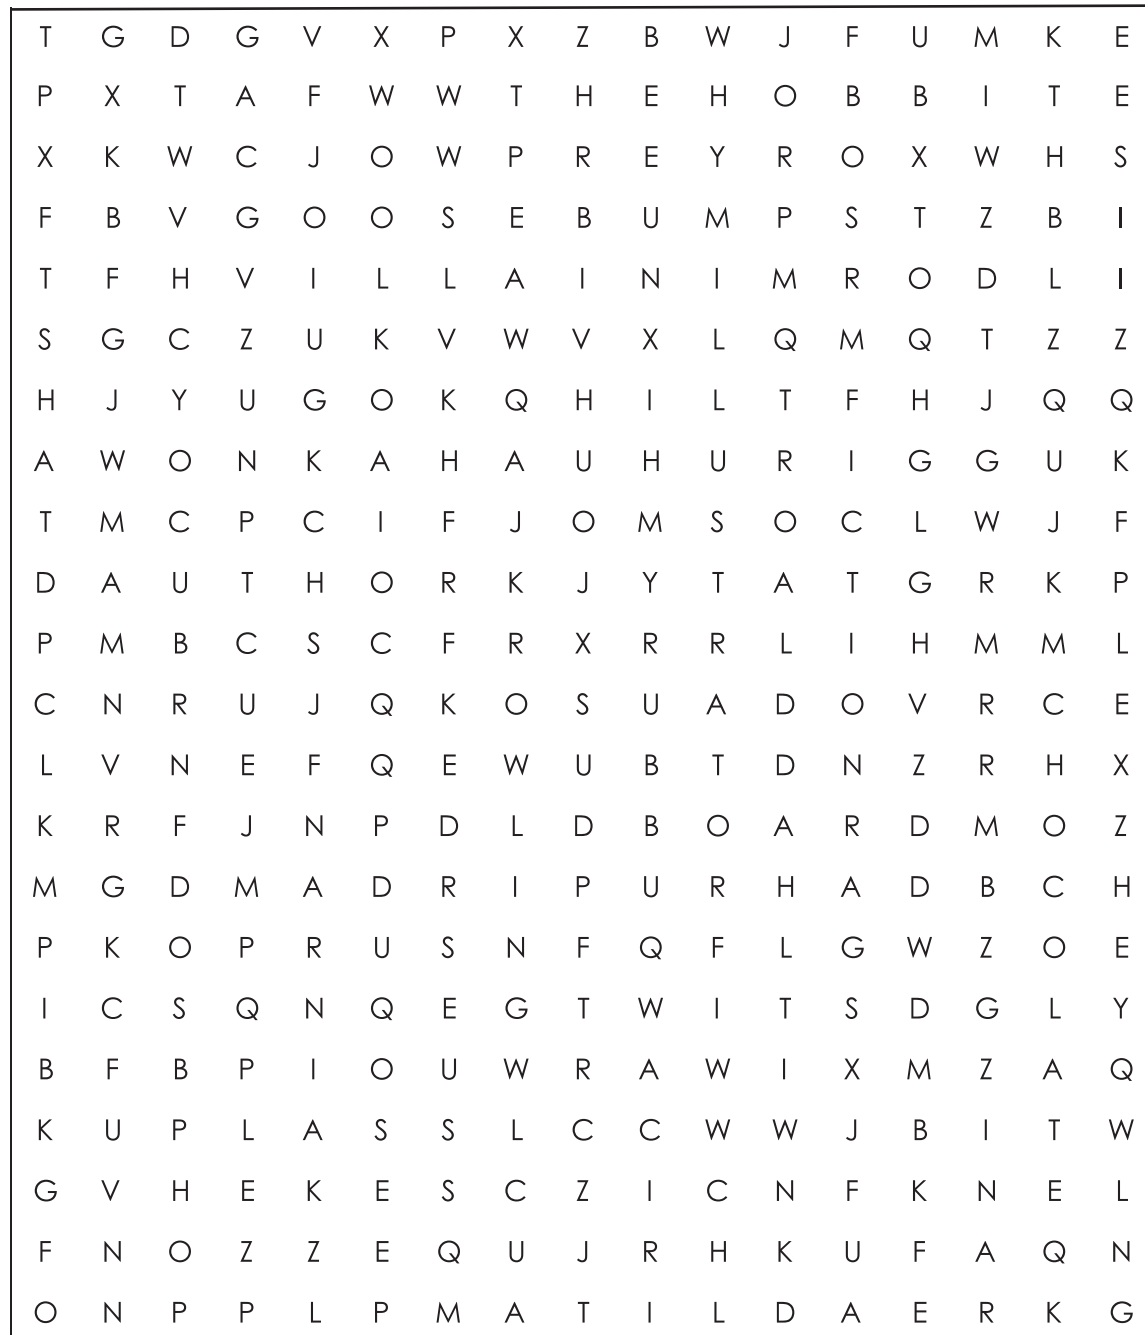 T G D G V X P X Z B W J F U M K E
P X T A F W W T H E H O B B I T E
X K W C J O W P R E Y R O X W H S
F B V G O O S E B U M P S T Z B I
T F H V I L L A I N I M R O D L I
S G C Z U K V W V X L Q M Q T Z Z
H J Y U G O K Q H I L T F H J Q Q
A W O N K A H A U H U R I G G U K
T M C P C I F J O M S O C L W J F
D A U T H O R K J Y T A T G R K P
P M B C S C F R X R R L I H M M L
C N R U J Q K O S U A D O V R C E
L V N E F Q E W U B T D N Z R H X
K R F J N P D L D B O A R D M O Z
M G D M A D R I P U R H A D B C H
P K O P R U S N F Q F L G W Z O E
I C S Q N Q E G T W I T S D G L Y
B F B P I O U W R A W I X M Z A Q
K U P L A S S L C C W W J B I T W
G V H E K E S C Z I C N F K N E L
F N O Z Z E Q U J R H K U F A Q N
O N P P L P M A T I L D A E R K G